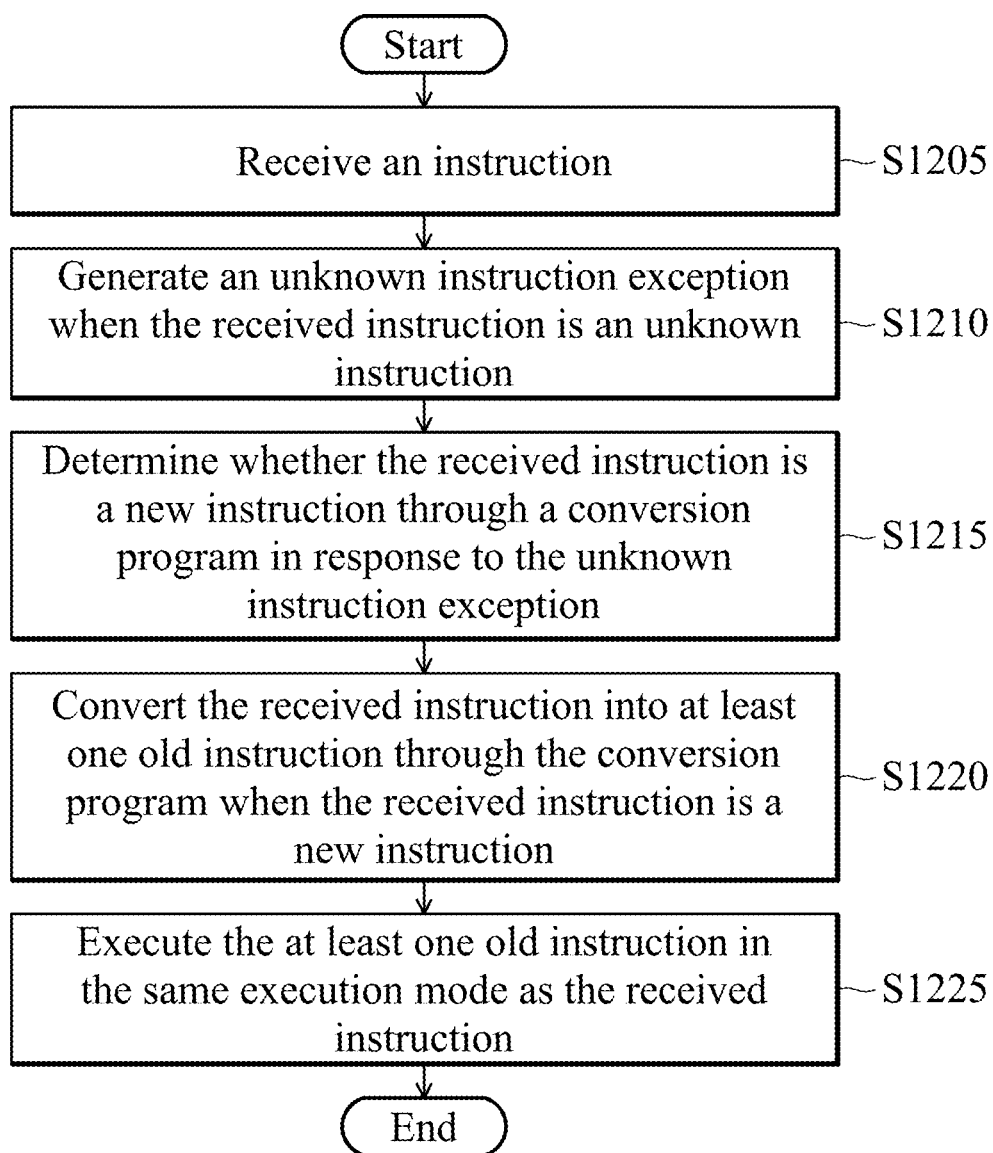 Start
Receive an instruction
S1205
Generate an unknown instruction exception
when the received instruction is an unknown
instruction
S1210
Determine whether the received instruction is
a new instruction through a conversion
program in response to the unknown
instruction exception
S1215
Convert the received instruction into at least
one old instruction through the conversion
program when the received instruction is a
new instruction
S1220
Execute the at least one old instruction in
the same execution mode as the received
instruction
S1225
End